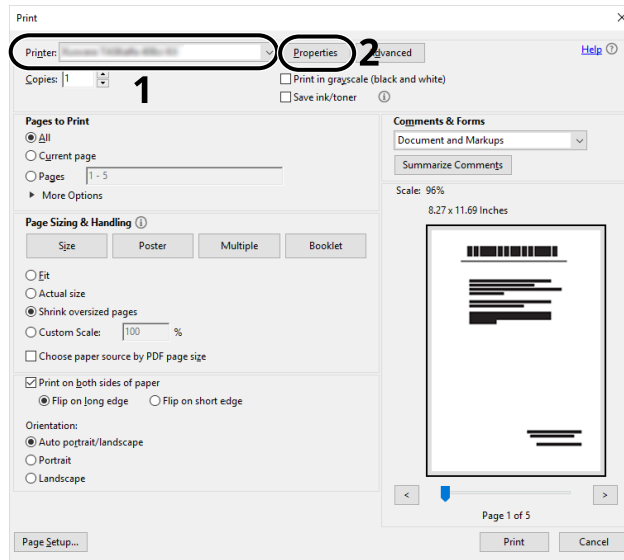 Print
Printer:
Properties
2
Advanced
Help
Copies: 1
1
Print in grayscale (black and white)
Save ink/toner
Pages to Print
All
Current page
Pages 1 - 5
More Options
Page Sizing & Handling
Size Poster Multiple Booklet
Fit
Actual size
Shrink oversized pages
Custom Scale: 100 %
Choose paper source by PDF page size
Print on both sides of paper
Flip on long edge Flip on short edge
Orientation:
Auto portrait/landscape
Portrait
Landscape
Comments & Forms
Document and Markups
Summarize Comments
Scale: 96%
8.27 x 11.69 Inches
< >
Page 1 of 5
Page Setup...
Print Cancel